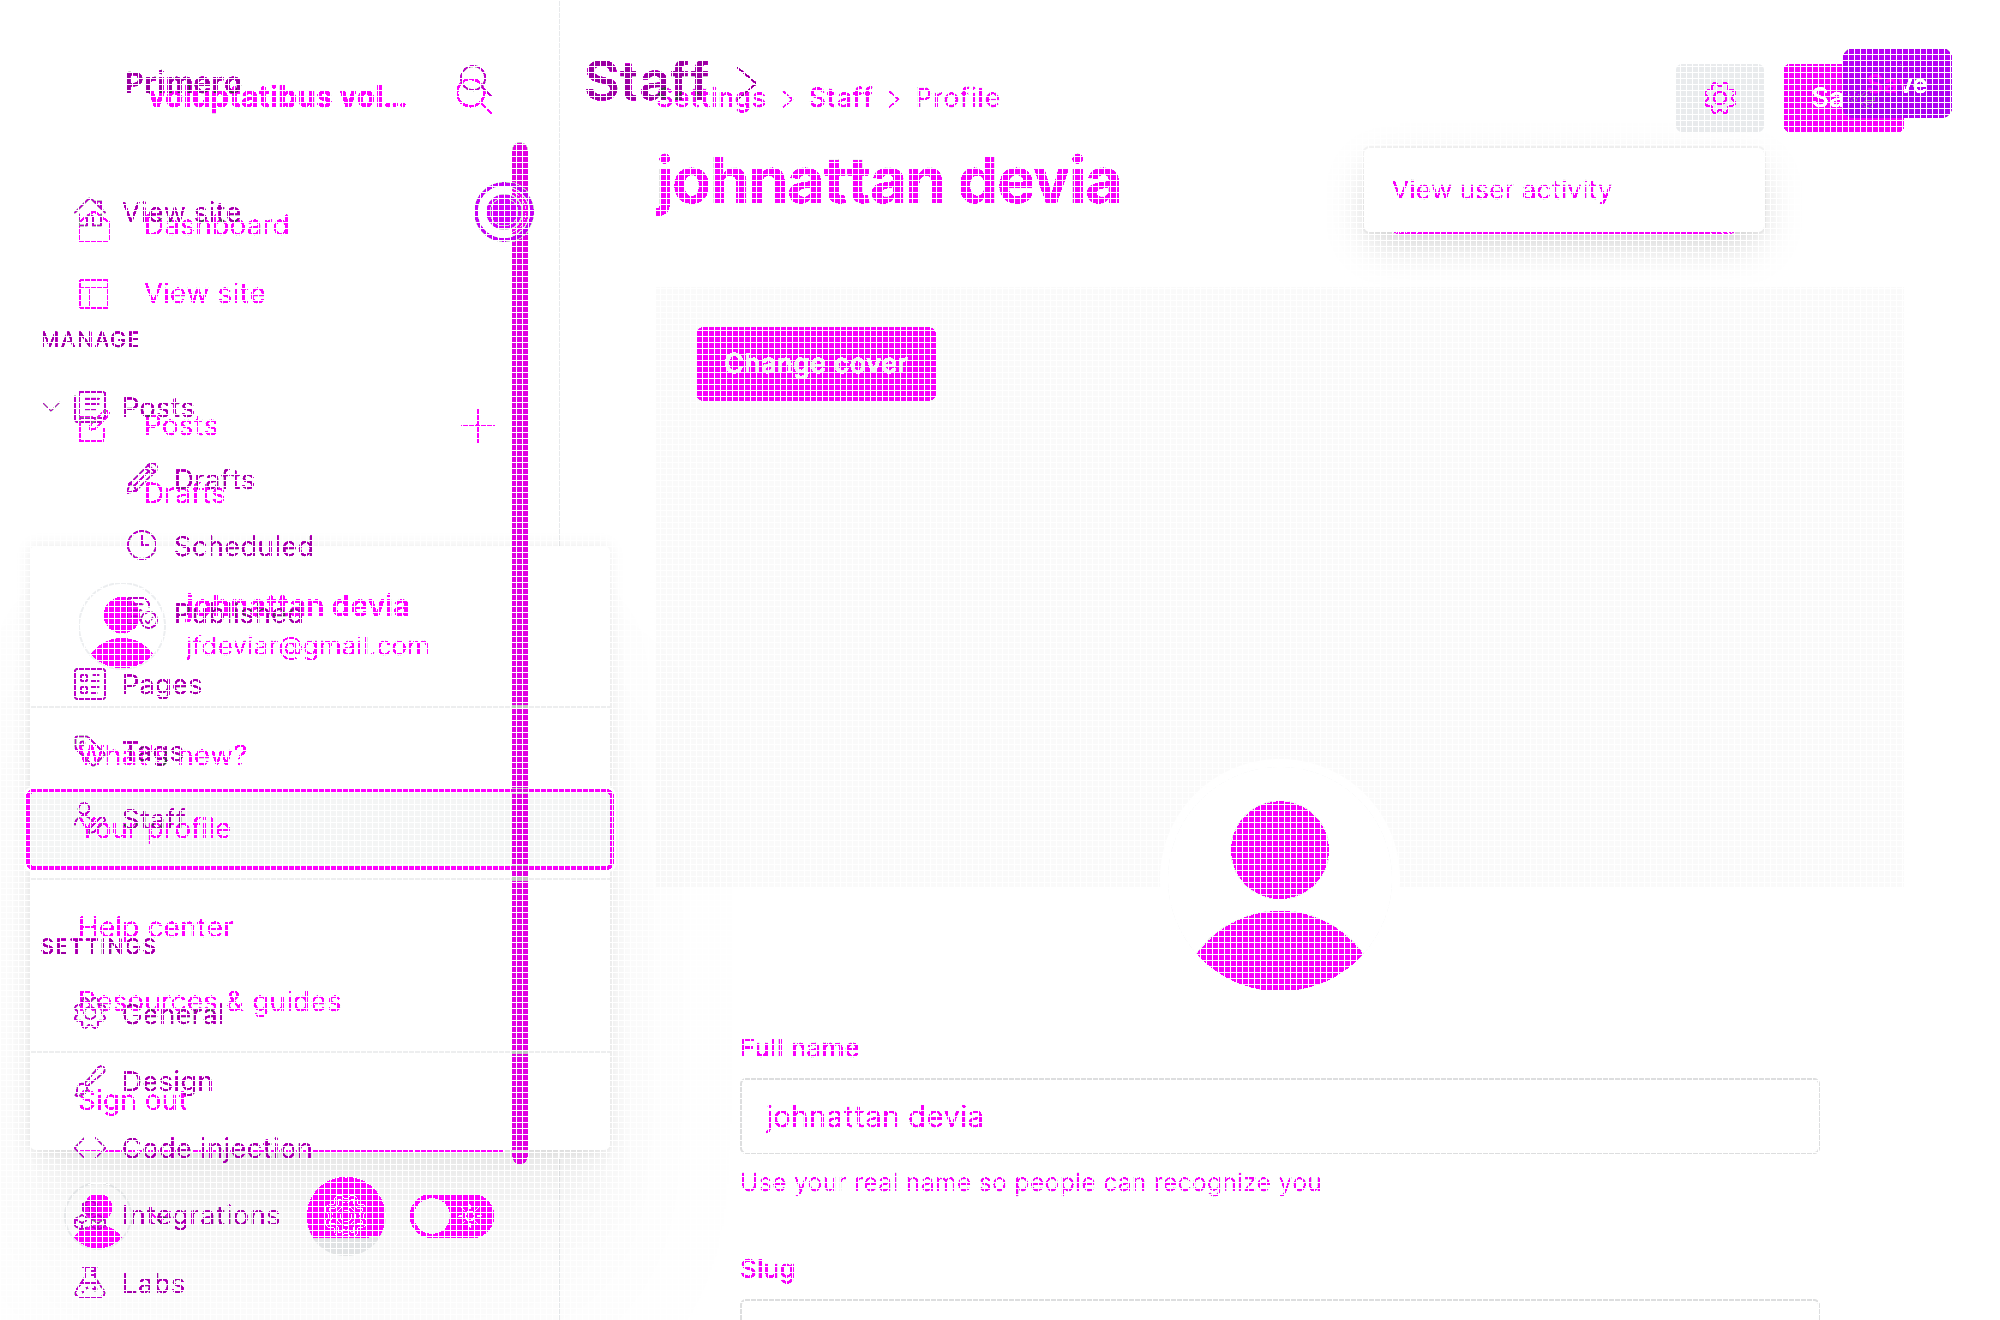 Primero
Voluptatibus vol...
Staff
Settings > Staff > Profile
Sa
ve
johnattan devia
View user activity
View site
Dashboard
View site
MANAGE
Change cover
Posts
Posts
Drafts
Drafts
Scheduled
Published
johnattan devia
jfdeviar@gmail.com
Pages
Tags
What's new?
Staff
Your profile
Help center
SETTINGS
Resources & guides
General
Full name
Design
Sign out
johnattan devia
Code injection
Use your real name so people can recognize you
Integrations
Slug
Labs